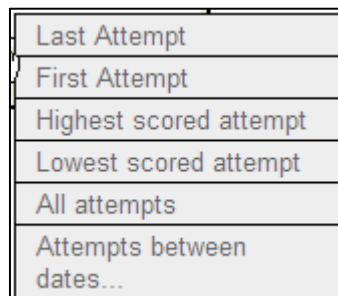 Last Attempt
First Attempt
Highest scored attempt
Lowest scored attempt
All attempts
Attempts between
dates...